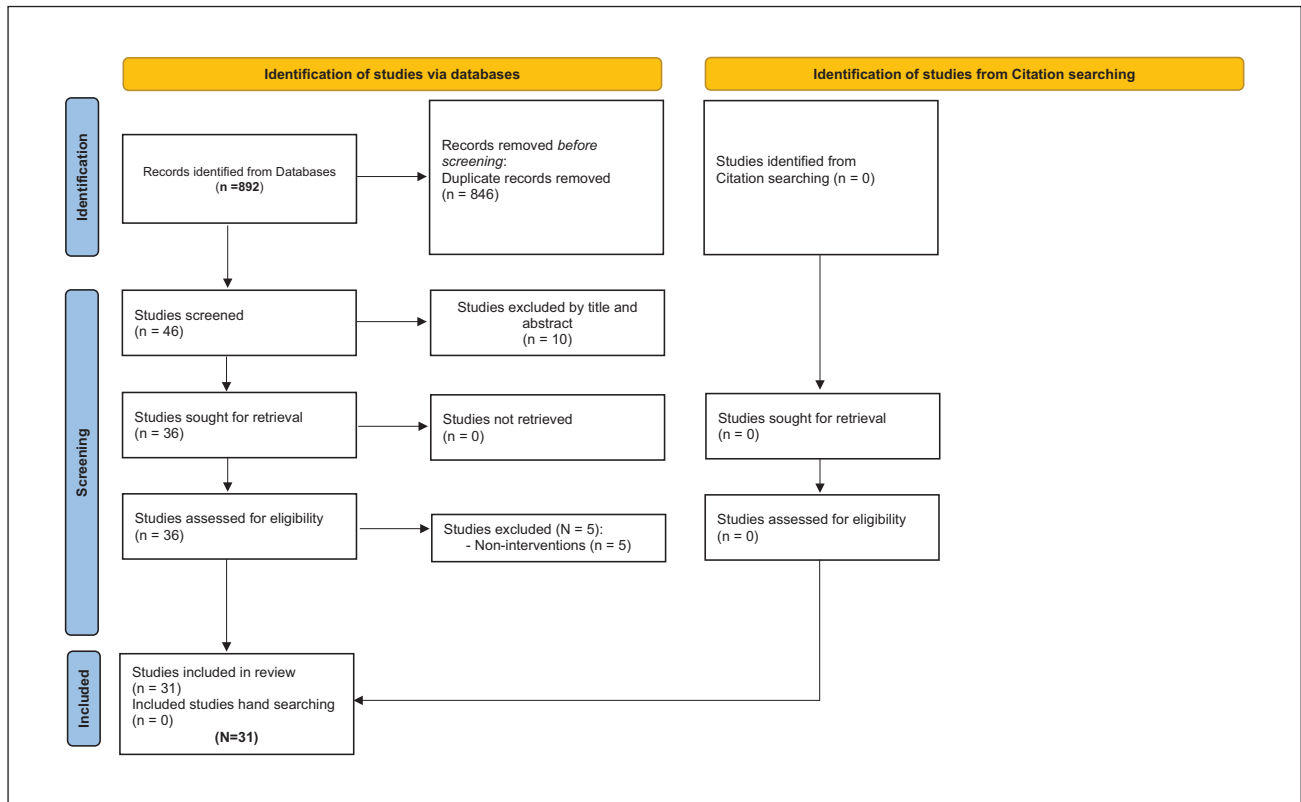 Identification of studies via databases
Identification of studies from Citation searching
Identification
Records identified from Databases
(n =892)
Records removed before
screening:
Duplicate records removed
(n = 846)
Studies identified from
Citation searching (n = 0)
Screening
Studies screened
(n = 46)
Studies excluded by title and
abstract
(n = 10)
Studies sought for retrieval
(n = 36)
Studies not retrieved
(n = 0)
Studies sought for retrieval
(n = 0)
Studies assessed for eligibility
(n = 36)
Studies excluded (N = 5):
- Non-interventions (n = 5)
Studies assessed for eligibility
(n = 0)
Included
Studies included in review
(n = 31)
Included studies hand searching
(n = 0)
(N=31)